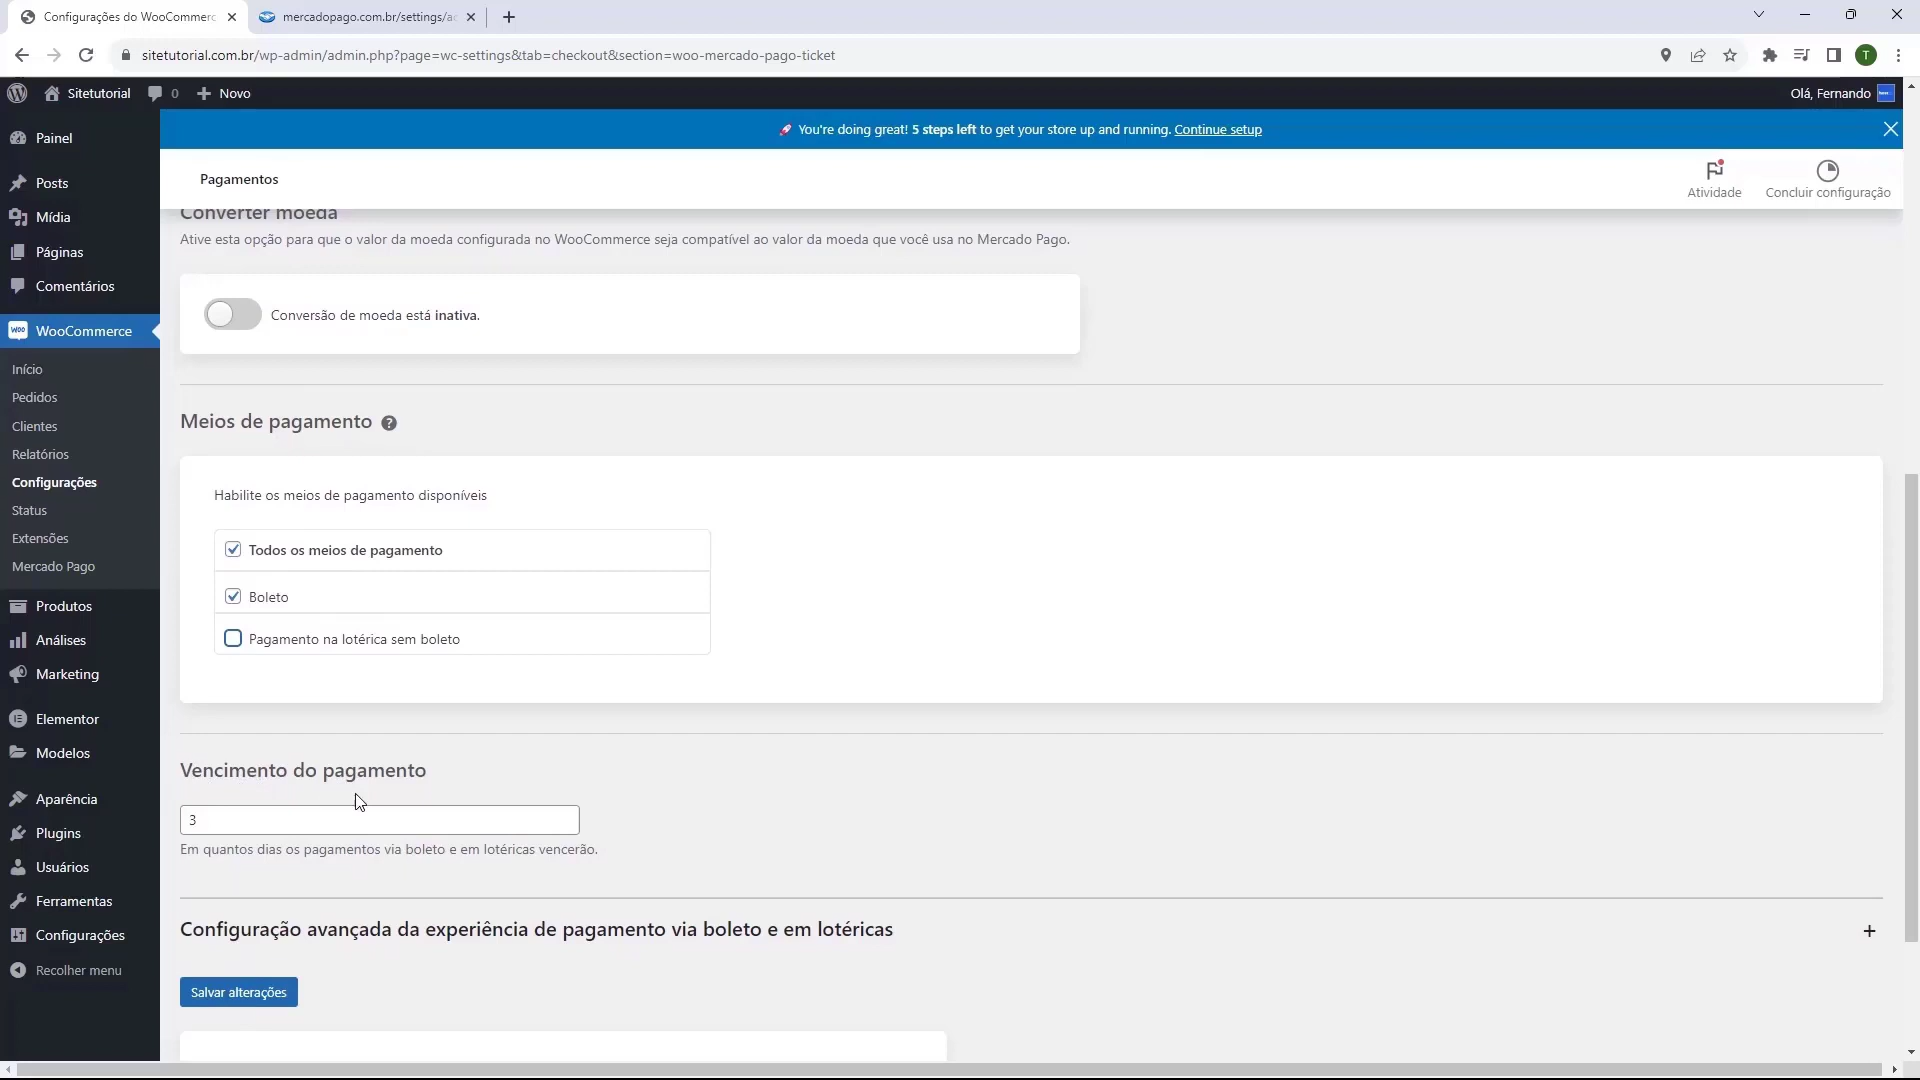 Configurações do WooCommerc
mercadopago.com.br/settings/ac
sitetutorial.com.br/wp-admin/admin.php?page=wc-settings&tab=checkout&section=woo-mercado-pago-ticket
T
Sitetutorial
0
Novo
Olá, Fernando
You're doing great! 5 steps left to get your store up and running. Continue setup
Painel
Posts
Mídia
Páginas
Comentários
WooCommerce
Início
Pedidos
Clientes
Relatórios
Configurações
Status
Extensões
Mercado Pago
Produtos
Análises
Marketing
Elementor
Modelos
Aparência
Plugins
Usuários
Ferramentas
Configurações
Recolher menu
Pagamentos
Atividade
Concluir configuração
Converter moeda
Ative esta opção para que o valor da moeda configurada no WooCommerce seja compatível ao valor da moeda que você usa no Mercado Pago.
Conversão de moeda está inativa.
Meios de pagamento ?
Habilite os meios de pagamento disponíveis
Todos os meios de pagamento
Boleto
Pagamento na lotérica sem boleto
Vencimento do pagamento
3
Em quantos dias os pagamentos via boleto e em lotéricas vencerão.
Configuração avançada da experiência de pagamento via boleto e em lotéricas
+
Salvar alterações